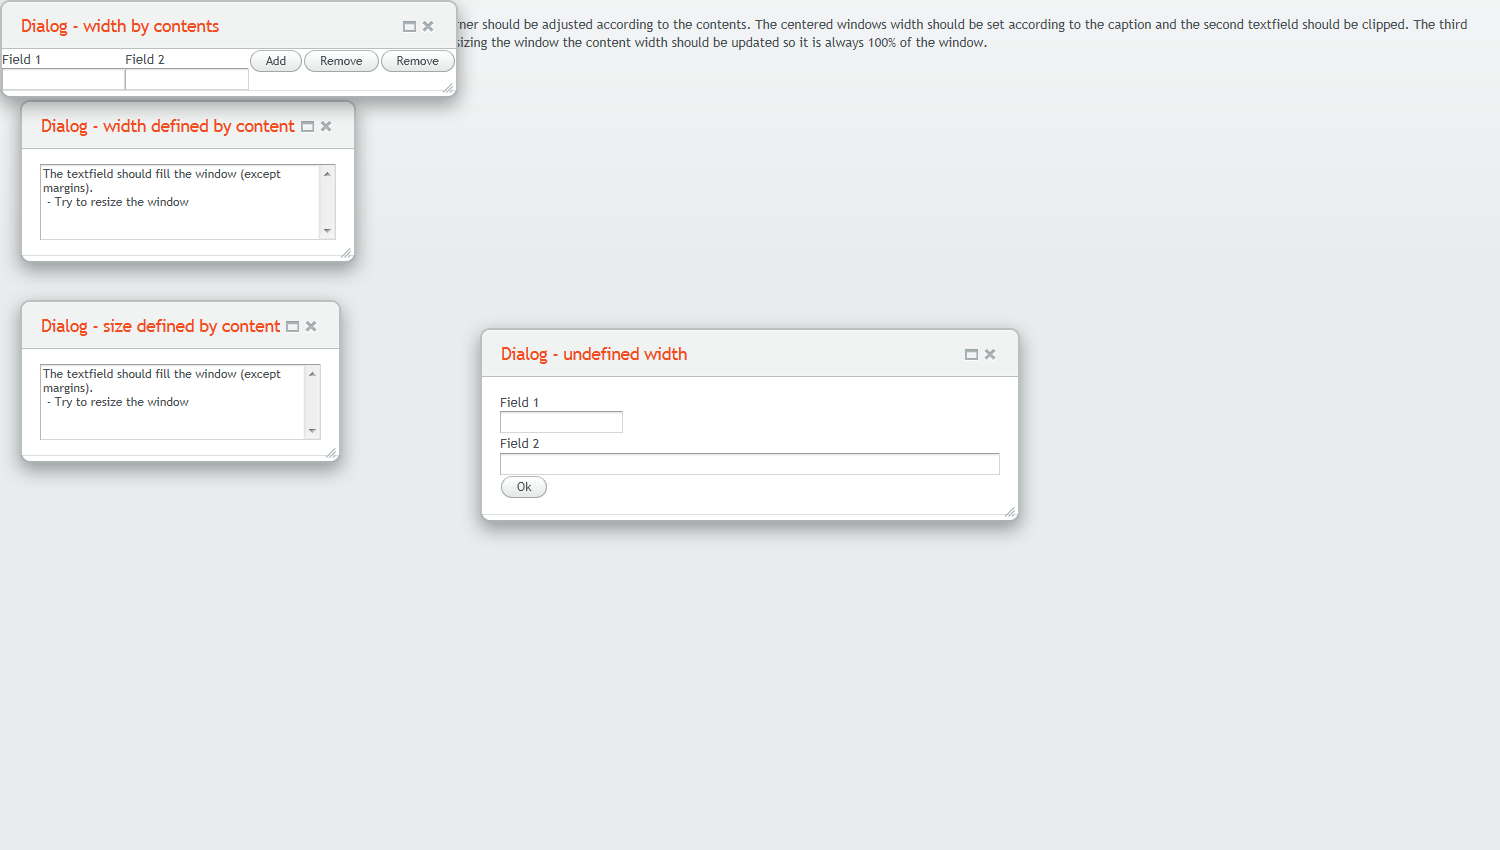 Dialog - width by contents
ner should be adjusted according to the contents. The centered windows width should be set according to the caption and the second textfield should be clipped. The third
sizing the window the content width should be updated so it is always 100% of the window.
Field 1
Field 2
Add
Remove
Remove
Dialog - width defined by content
The textfield should fill the window (except
margins).
- Try to resize the window
Dialog - size defined by content
The textfield should fill the window (except
margins).
- Try to resize the window
Dialog - undefined width
Field 1
Field 2
Ok